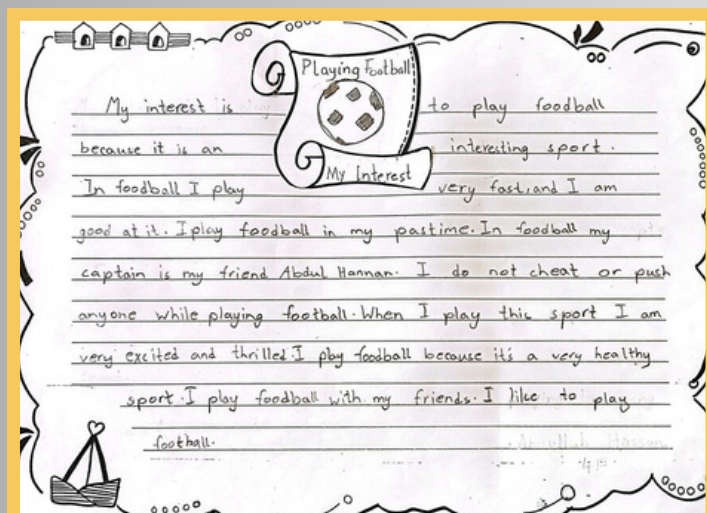 Playing Football
My Interest
My interest is to play foodball
because it is an interesting sport.
In foodball I play very fast, and I am
good at it. I play foodball in my pastime. In foodball my
captain is my friend Abdul Hannan. I do not cheat or push
anyone while playing football. When I play this sport I am
very excited and thrilled. I play foodball because it's a very healthy
sport. I play foodball with my friends. I like to play
football.